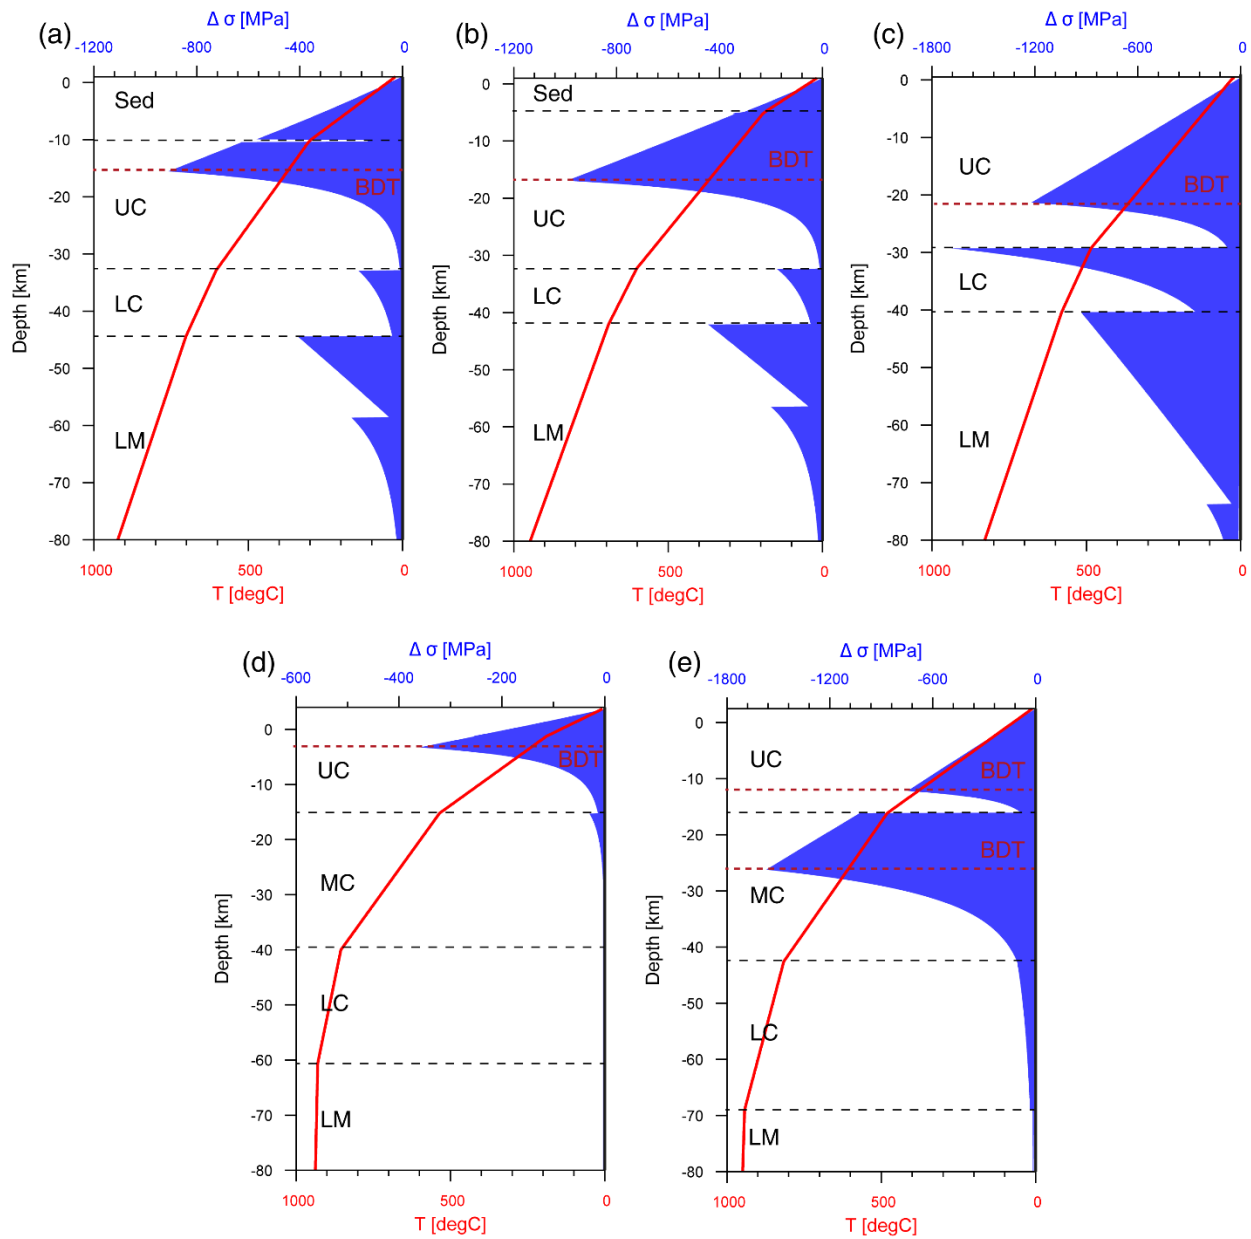 (a)
Δ σ [MPa]
-1200 -800 -400 0
0
-10
-20
-30
-40
-50
-60
-70
-80
Depth [km]
Sed
BDT
UC
LC
LM
1000 500 0
T [degC]
(b)
Δ σ [MPa]
-1200 -800 -400 0
0
-10
-20
-30
-40
-50
-60
-70
-80
Depth [km]
Sed
BDT
UC
LC
LM
1000 500 0
T [degC]
(c)
Δ σ [MPa]
-1800 -1200 -600 0
0
-10
-20
-30
-40
-50
-60
-70
-80
Depth [km]
UC
BDT
LC
LM
1000 500 0
T [degC]
(d)
Δ σ [MPa]
-600 -400 -200 0
0
-10
-20
-30
-40
-50
-60
-70
-80
Depth [km]
BDT
UC
MC
LC
LM
1000 500 0
T [degC]
(e)
Δ σ [MPa]
-1800 -1200 -600 0
0
-10
-20
-30
-40
-50
-60
-70
-80
Depth [km]
UC
BDT
BDT
MC
LC
LM
1000 500 0
T [degC]